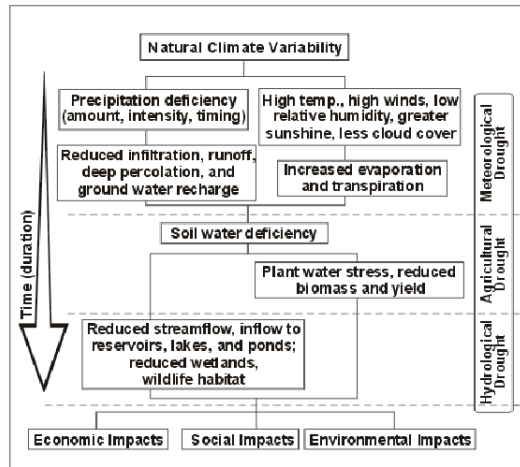 Natural Climate Variability
Precipitation deficiency
(amount, intensity, timing)
High temp., high winds, low
relative humidity, greater
sunshine, less cloud cover
Reduced infiltration, runoff,
deep percolation, and
ground water recharge
Increased evaporation
and transpiration
Meteorological
Drought
Soil water deficiency
Plant water stress, reduced
biomass and yield
Agricultural
Drought
Time (duration)
Reduced streamflow, inflow to
reservoirs, lakes, and ponds;
reduced wetlands,
wildlife habitat
Hydrological
Drought
Economic Impacts
Social Impacts
Environmental Impacts